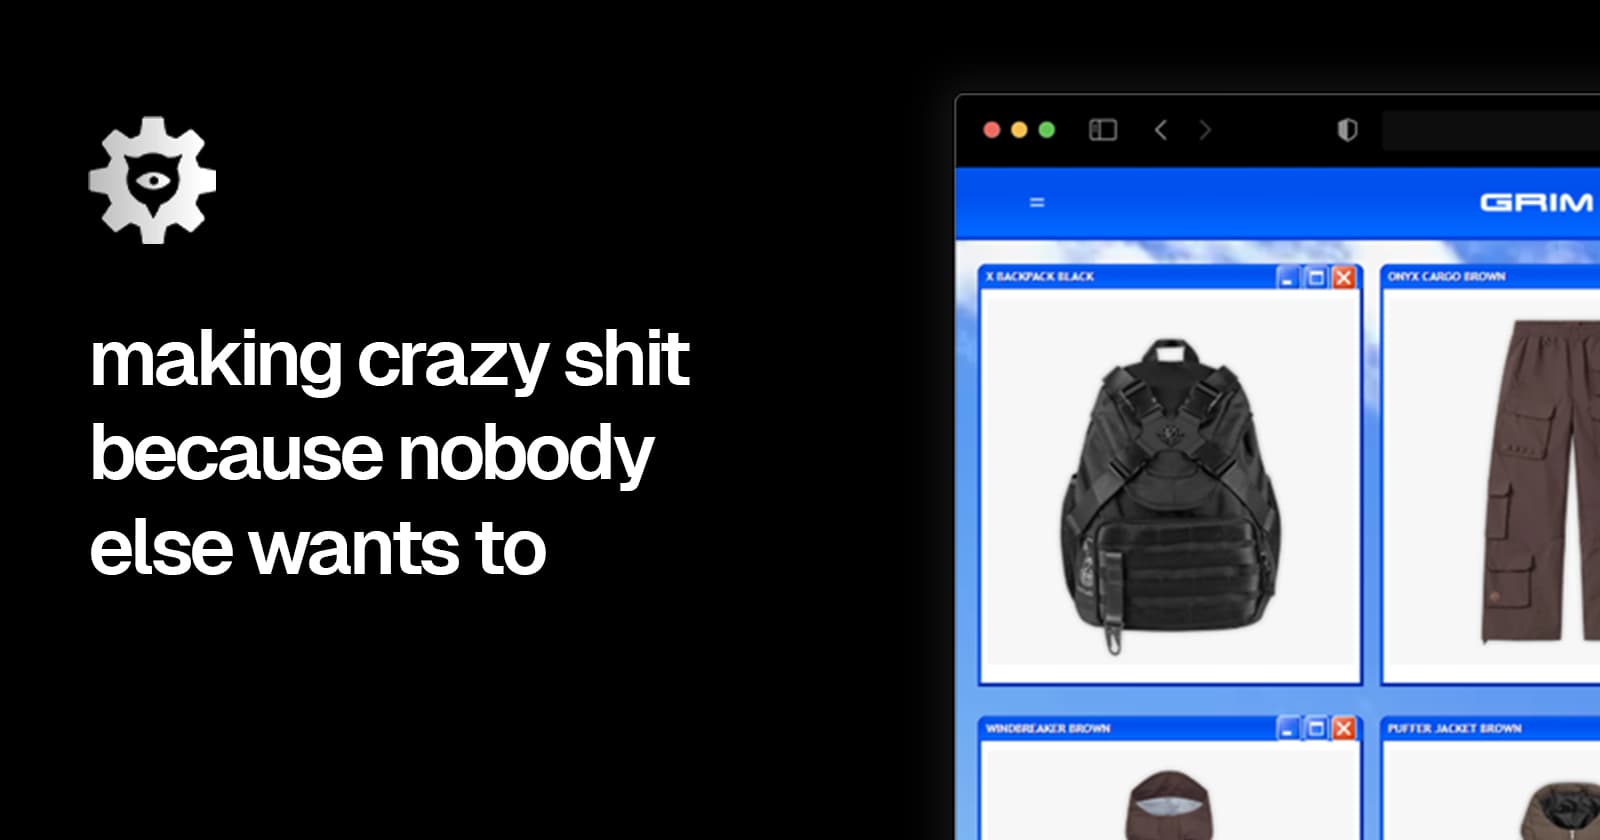 making crazy shit
because nobody
else wants to
GRIM
X BACKPACK BLACK
ONYX CARGO BROWN
WINDBREAKER BROWN
PUFFER JACKET BROWN